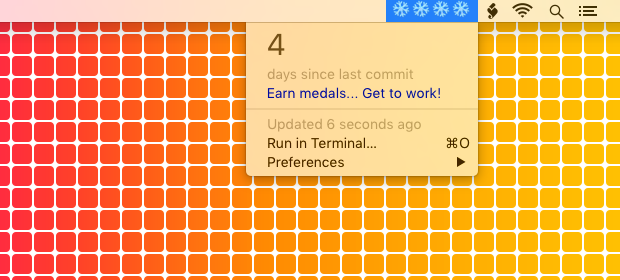 4
days since last commit
Earn medals... Get to work!
Updated 6 seconds ago
Run in Terminal... ⌘O
Preferences